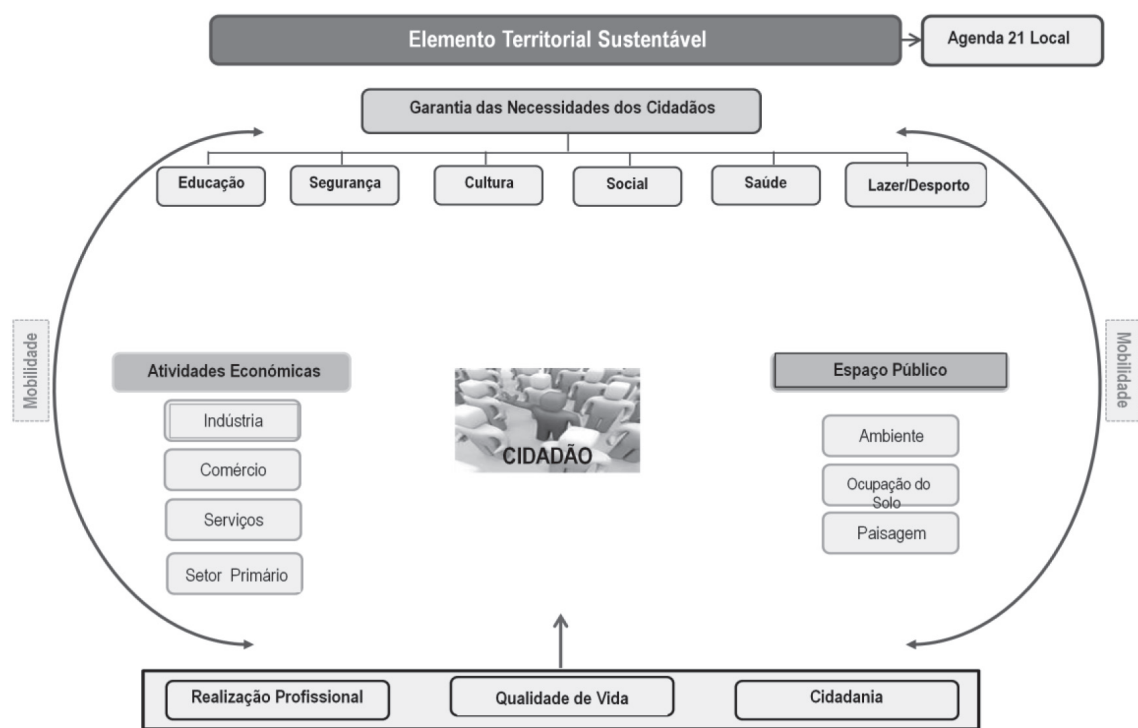 Elemento Territorial Sustentável
Agenda 21 Local
Garantia das Necessidades dos Cidadãos
Educação
Segurança
Cultura
Social
Saúde
Lazer/Desporto
Mobilidade
Mobilidade
Atividades Económicas
Indústria
Comércio
Serviços
Setor Primário
CIDADÃO
Espaço Público
Ambiente
Ocupação do
Solo
Paisagem
Realização Profissional
Qualidade de Vida
Cidadania